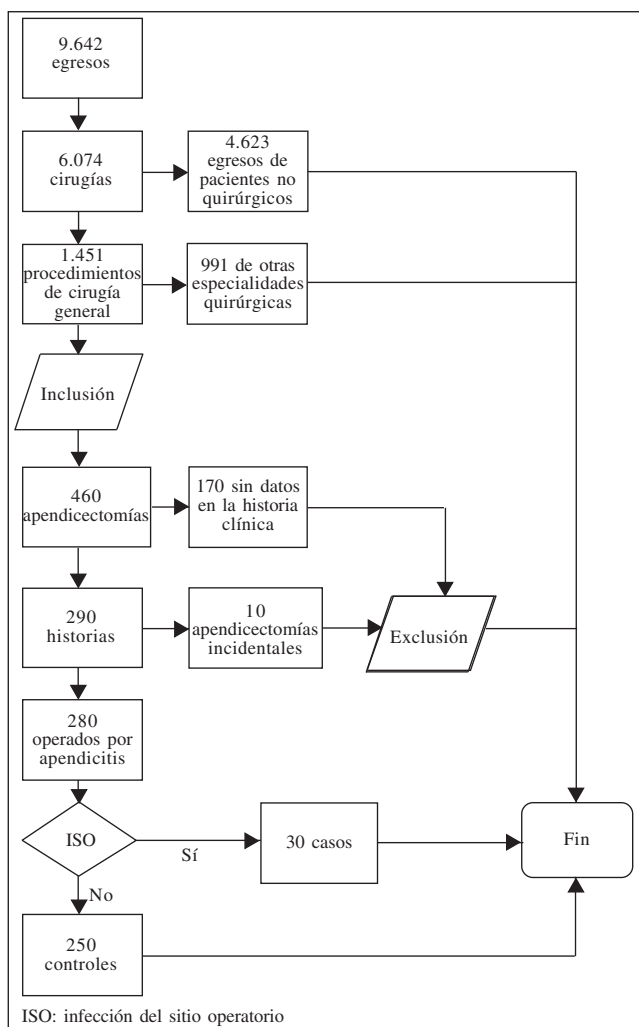 9.642
egresos
6.074
cirugías
4.623
egresos de
pacientes no
quirúrgicos
1.451
procedimientos
de cirugía
general
991 de otras
especialidades
quirúrgicas
Inclusión
460
apendicectomías
170 sin datos
en la historia
clínica
290
historias
10
apendicectomías
incidentales
Exclusión
280
operados por
apendicitis
ISO
Sí
30 casos
Fin
No
250
controles
ISO: infección del sitio operatorio